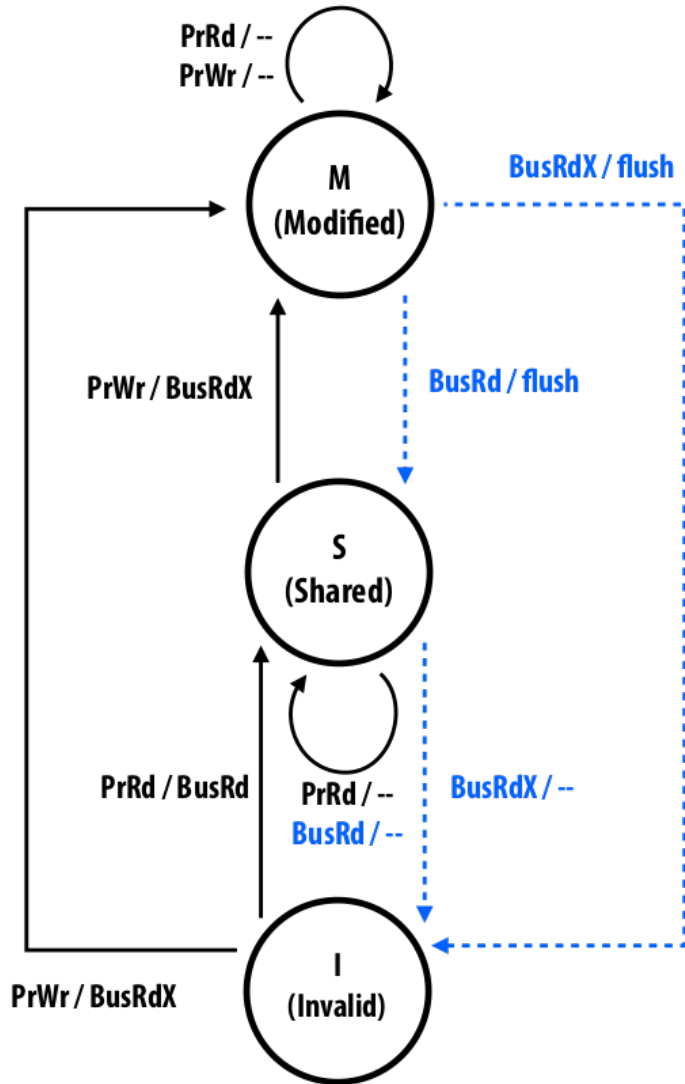 PrRd / --
PrWr / --
M
(Modified)
BusRdX / flush
PrWr / BusRdX
BusRd / flush
S
(Shared)
PrRd / BusRd
PrRd / --
BusRd / --
BusRdX / --
I
(Invalid)
PrWr / BusRdX